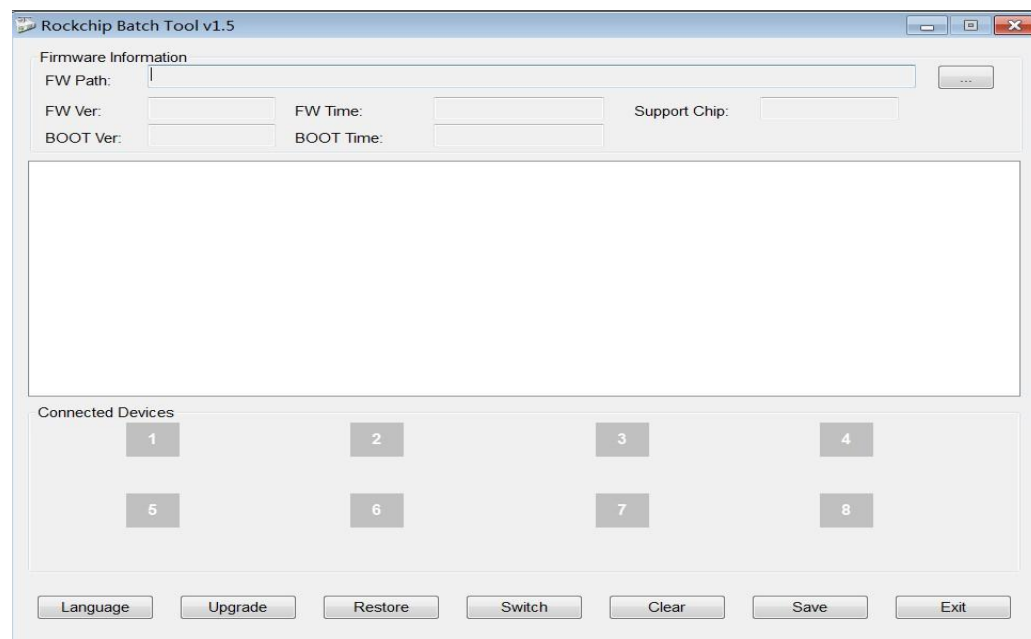 Rockchip Batch Tool v1.5
Firmware Information
FW Path:
...
FW Ver: FW Time: Support Chip:
BOOT Ver: BOOT Time:
Connected Devices
1 2 3 4
5 6 7 8
Language Upgrade Restore Switch Clear Save Exit